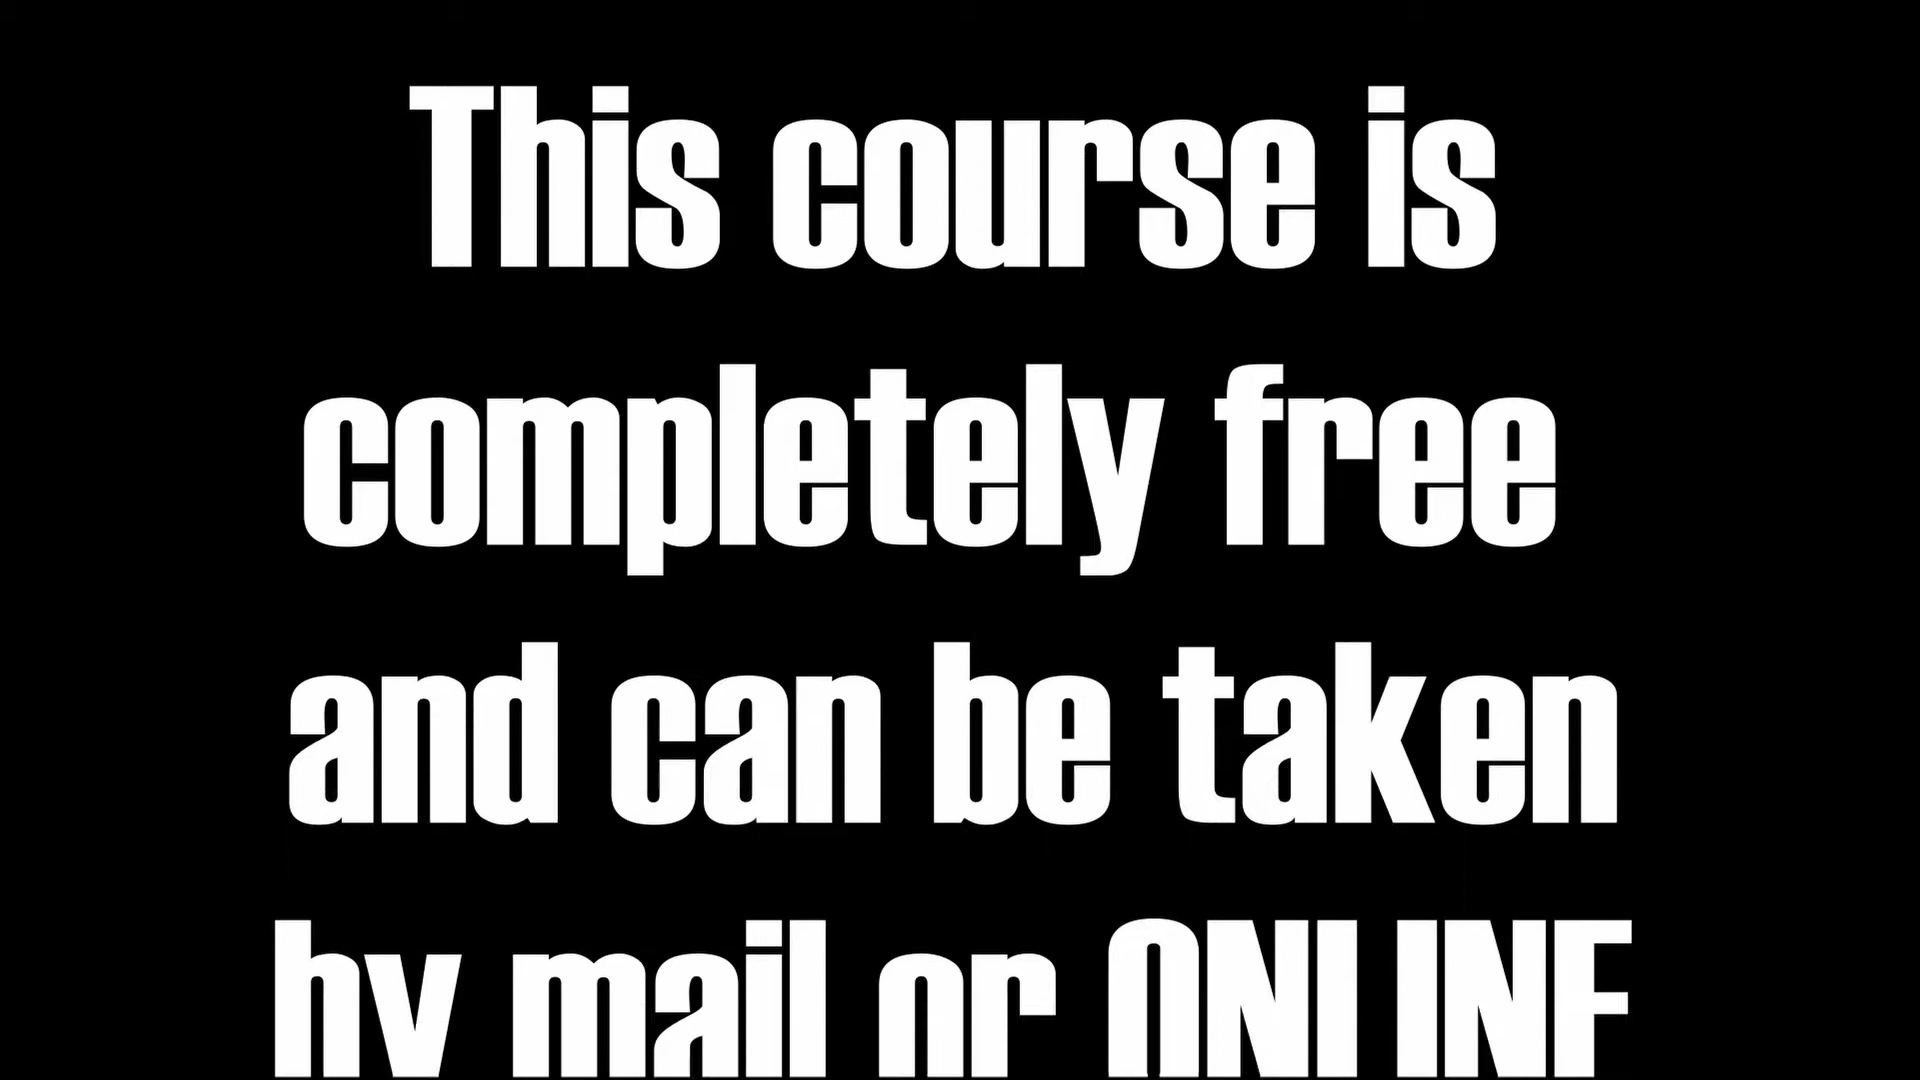 This course is
completely free
and can be taken
by mail or ONLINE